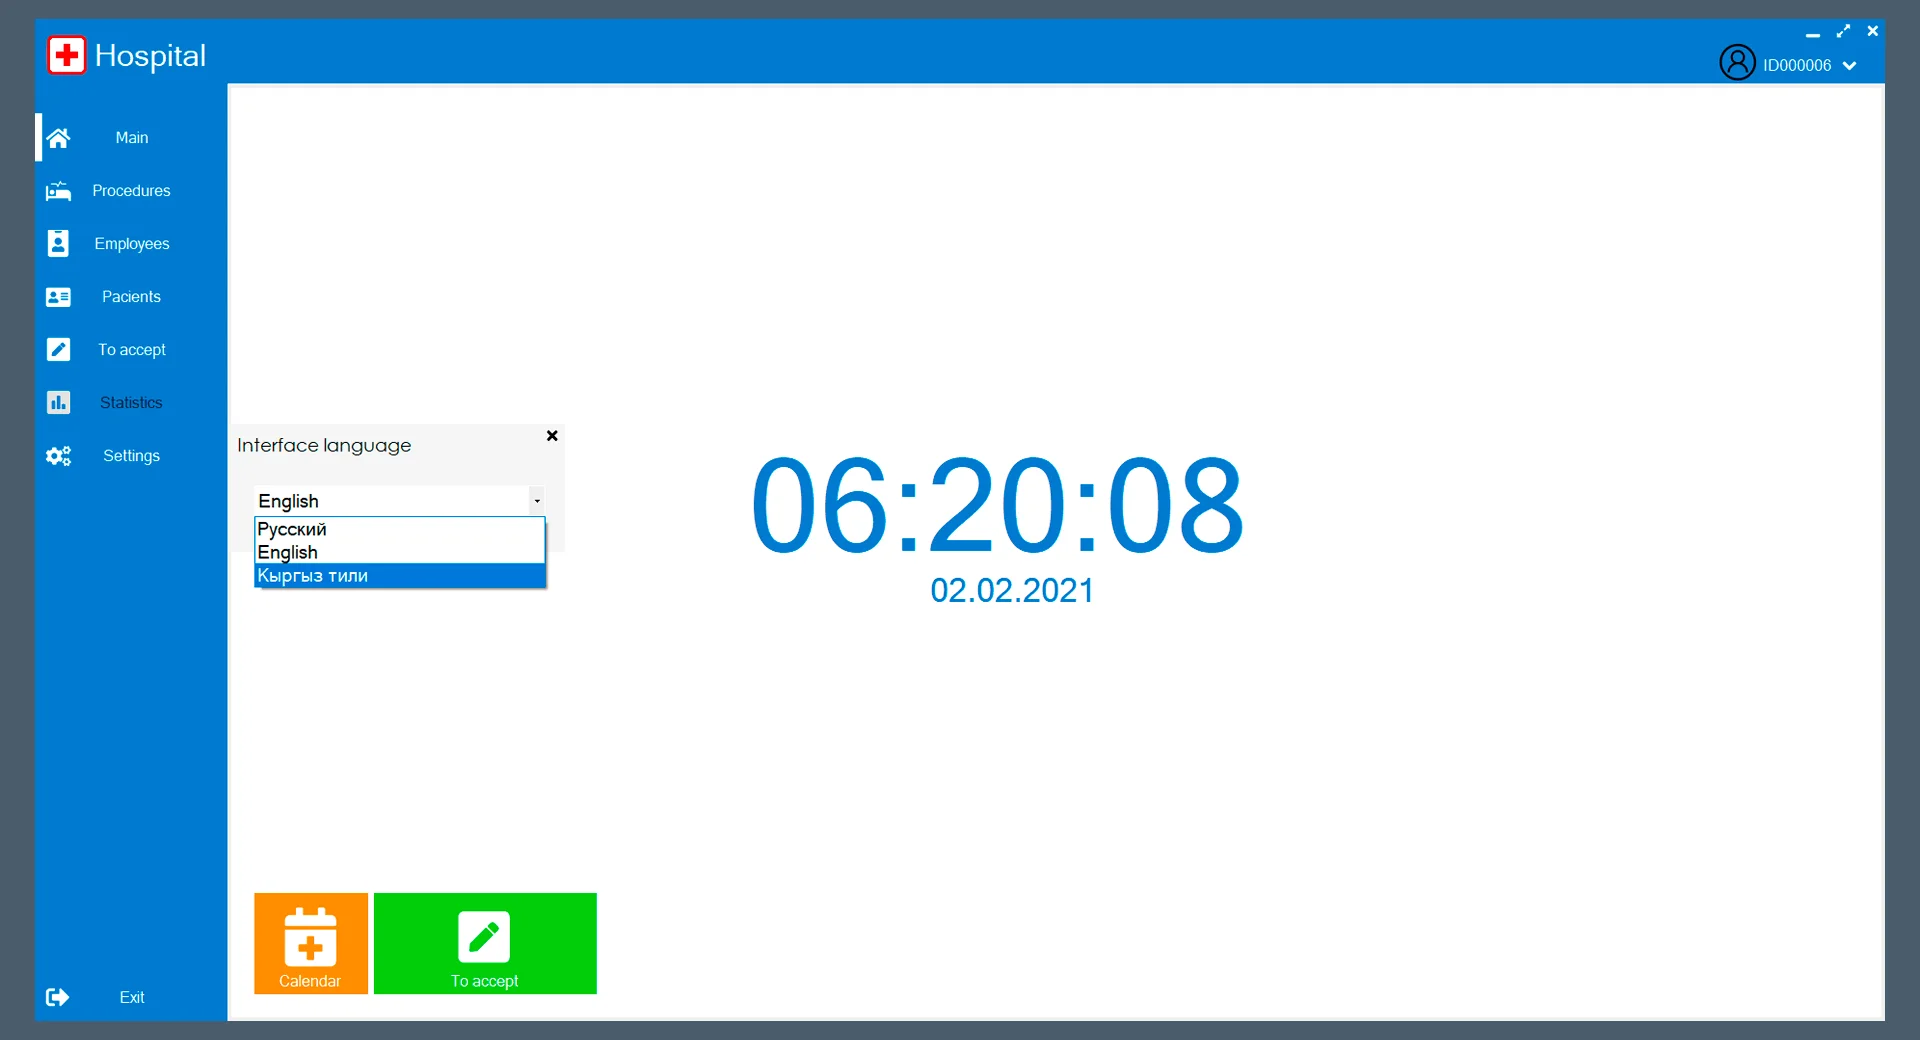 Hospital
ID000006
Main
Procedures
Employees
Pacients
To accept
Statistics
Settings
Exit
Interface language
English
Русский
English
Кыргыз тили
06:20:08
02.02.2021
Calendar
To accept